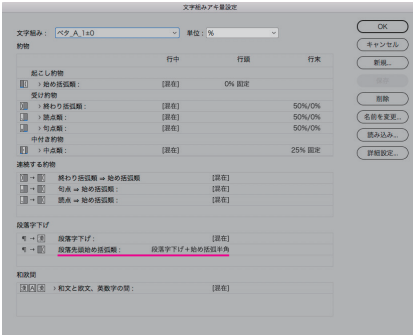 文字組みアキ量設定
文字組み： ベタ_A_1±0 単位： %
OK
キャンセル
新規...
保存
削除
名前を変更...
読み込み...
詳細設定...
約物
行中 行頭 行末
起こし約物
始め括弧類： [混在] 0% 固定
受け約物
終わり括弧類： [混在] 50%/0%
読点類： [混在] 50%/0%
句点類： [混在] 50%/0%
中付き約物
中点類： [混在] 25% 固定
連続する約物
終わり括弧類 ⇒ 始め括弧類 [混在]
句点 ⇒ 始め括弧類： [混在]
読点 ⇒ 始め括弧類： [混在]
段落字下げ
段落字下げ： [混在]
段落先頭始め括弧類： 段落字下げ+始め括弧半角
和欧間
和文と欧文、英数字の間： [混在]